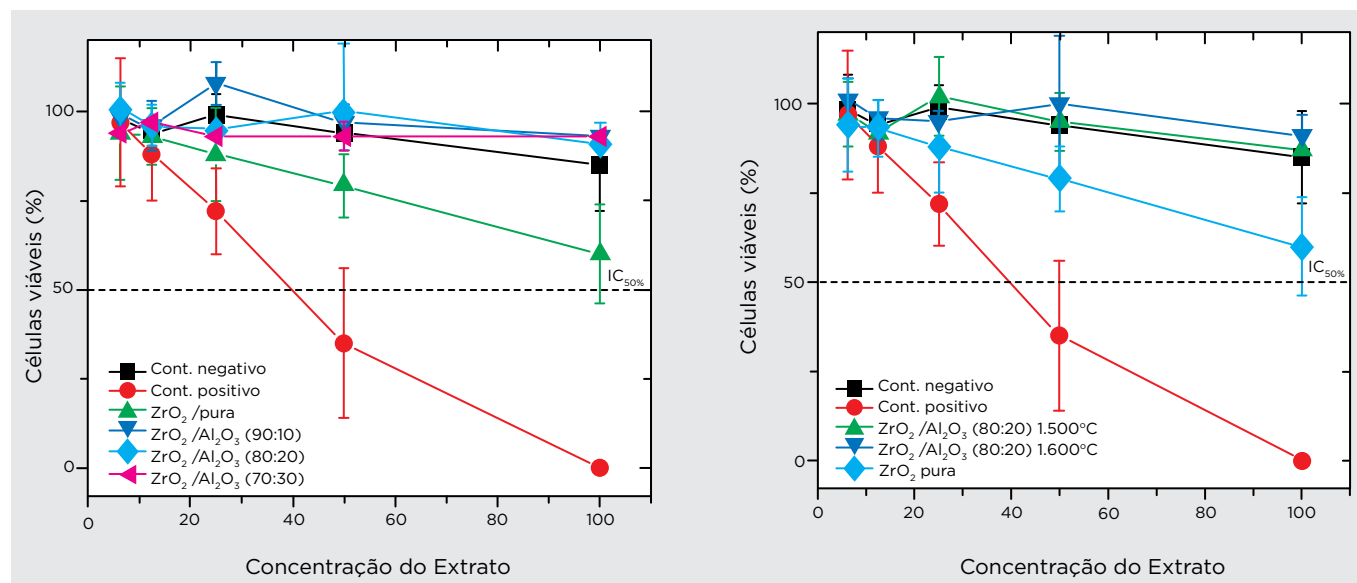 Células viáveis (%)
100
50
0
IC50%
Cont. negativo
Cont. positivo
ZrO2 /pura
ZrO2 /Al2O3 (90:10)
ZrO2 /Al2O3 (80:20)
ZrO2 /Al2O3 (70:30)
0 20 40 60 80 100
Concentração do Extrato
Células viáveis (%)
100
50
0
IC50%
Cont. negativo
Cont. positivo
ZrO2 /Al2O3 (80:20) 1.500ºC
ZrO2 /Al2O3 (80:20) 1.600ºC
ZrO2 pura
0 20 40 60 80 100
Concentração do Extrato